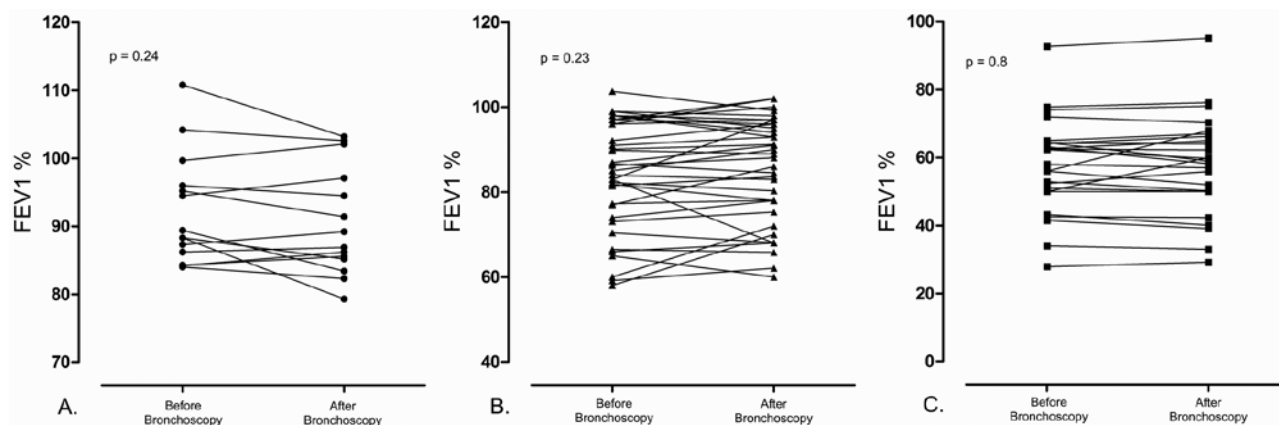 120
110
100
90
80
70
FEV1 %
p = 0.24
A.
Before
Bronchoscopy
After
Bronchoscopy
120
100
80
60
40
FEV1 %
p = 0.23
B.
Before
Bronchoscopy
After
Bronchoscopy
100
80
60
40
20
0
FEV1 %
p = 0.8
C.
Before
Bronchoscopy
After
Bronchoscopy